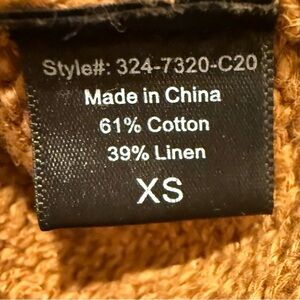 Style#: 324-7320-C20
Made in China
61% Cotton
39% Linen
XS